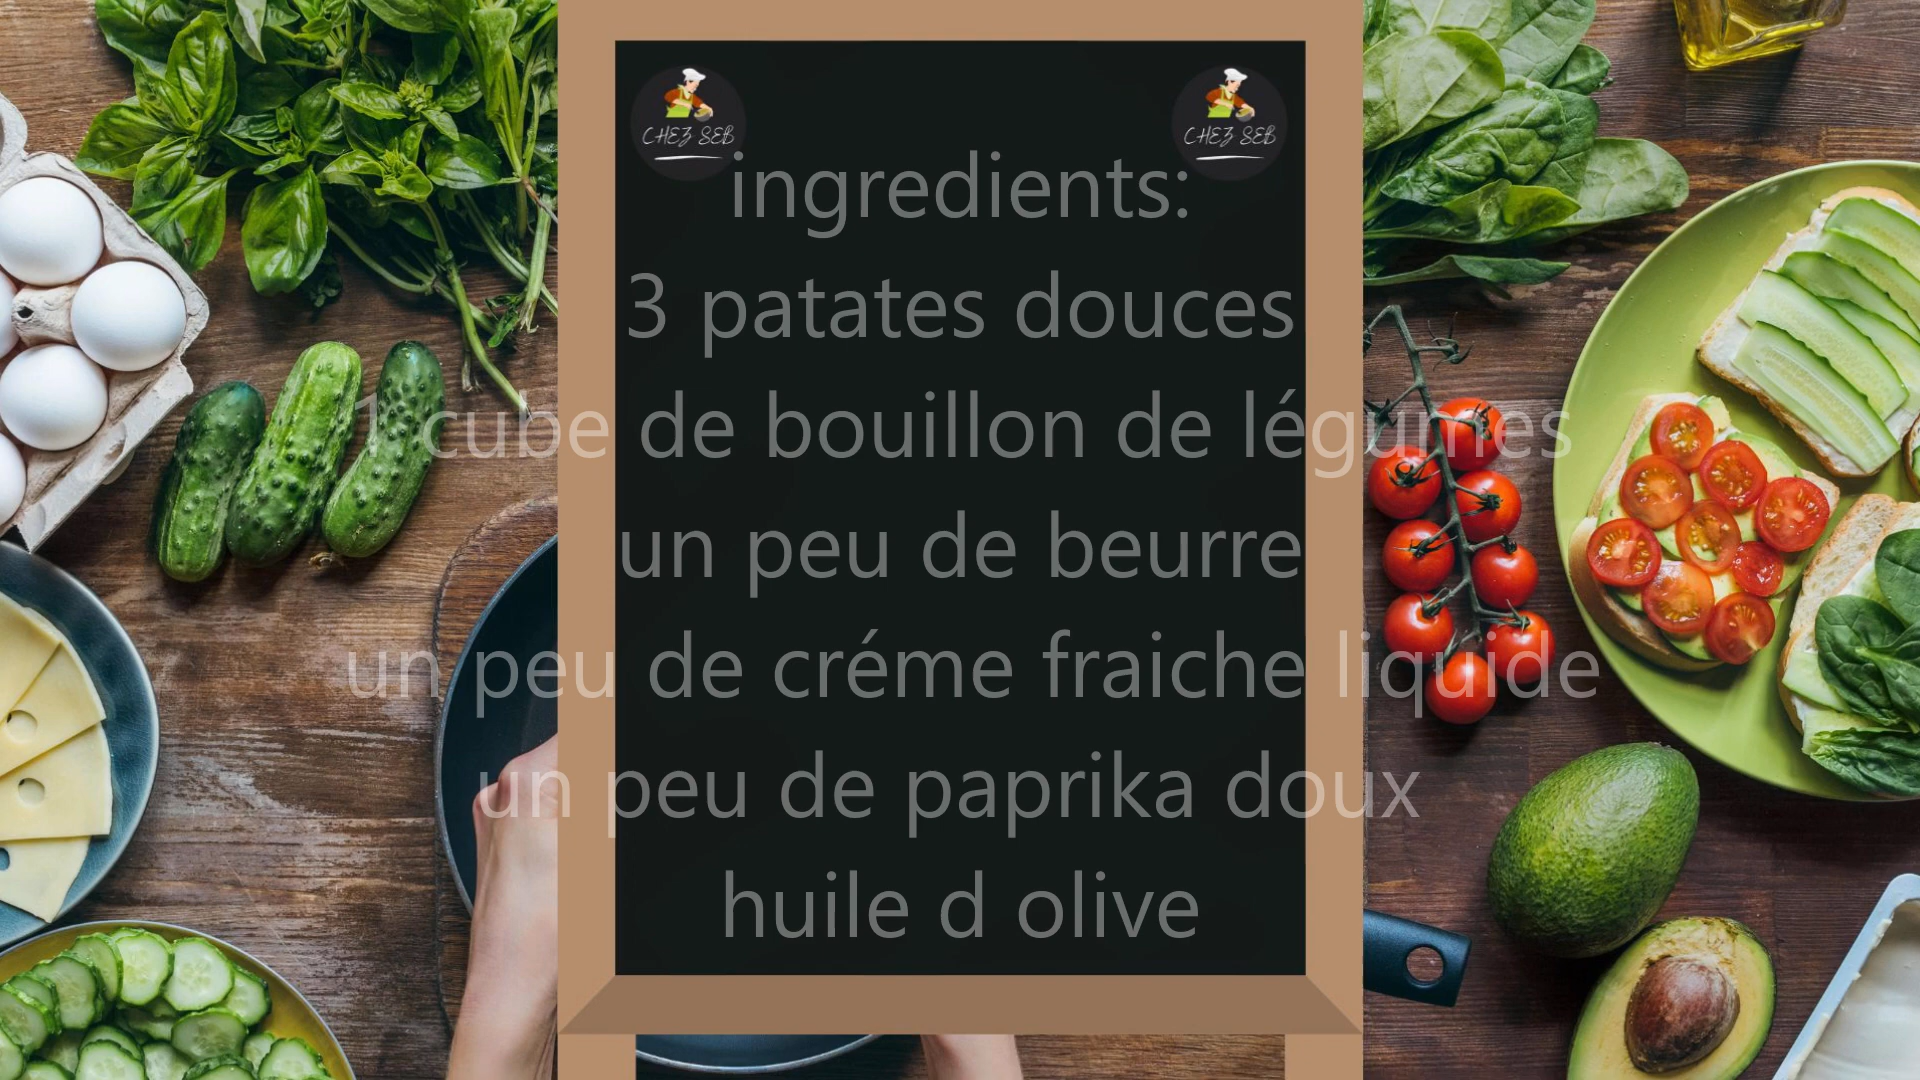 CHEZ SEB
CHEZ SEB
ingredients:
3 patates douces
1 cube de bouillon de légumes
un peu de beurre
un peu de créme fraiche liquide
un peu de paprika doux
huile d olive